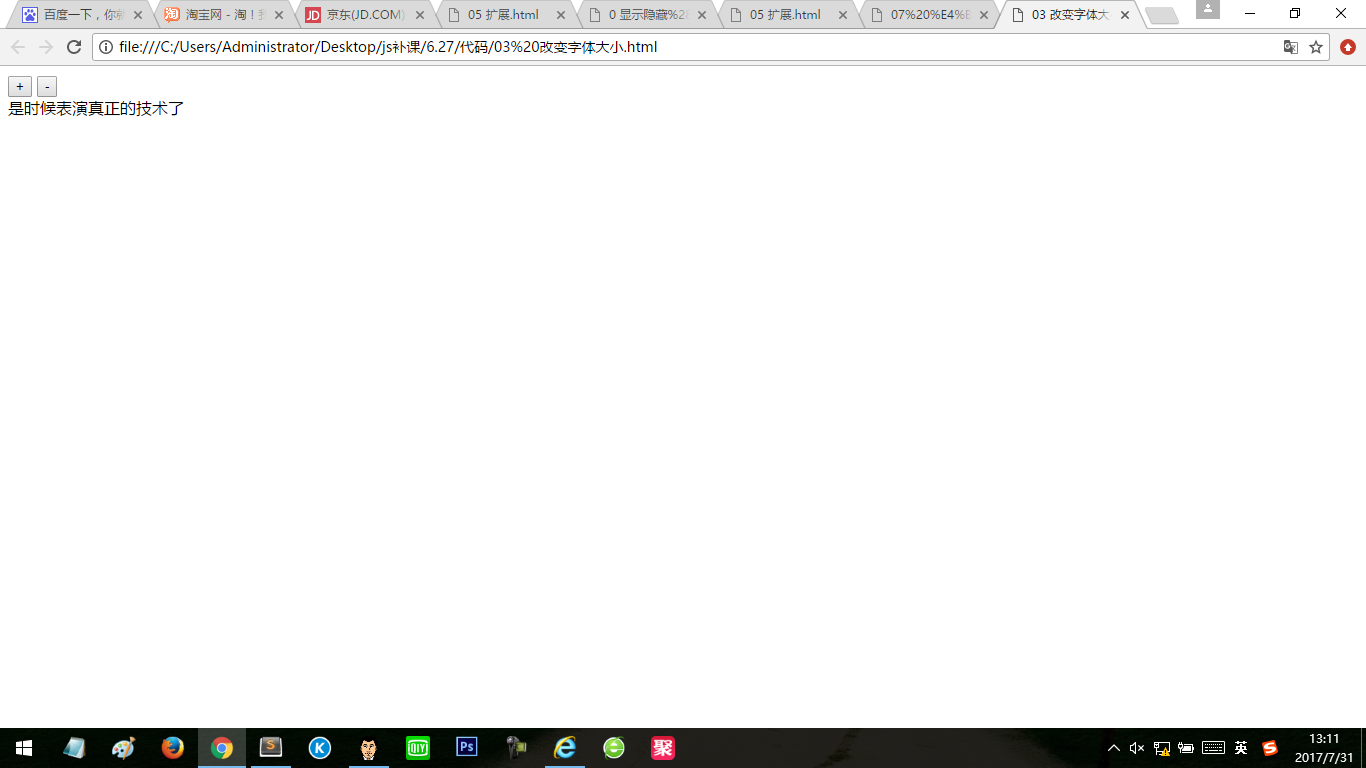 百度一下，你就
淘宝网 - 淘！我
京东(JD.COM)
05 扩展.html
0 显示隐藏%2
05 扩展.html
07%20%E4%B
03 改变字体大
file:///C:/Users/Administrator/Desktop/js补课/6.27/代码/03%20改变字体大小.html
+ -
是时候表演真正的技术了
13:11
英
2017/7/31